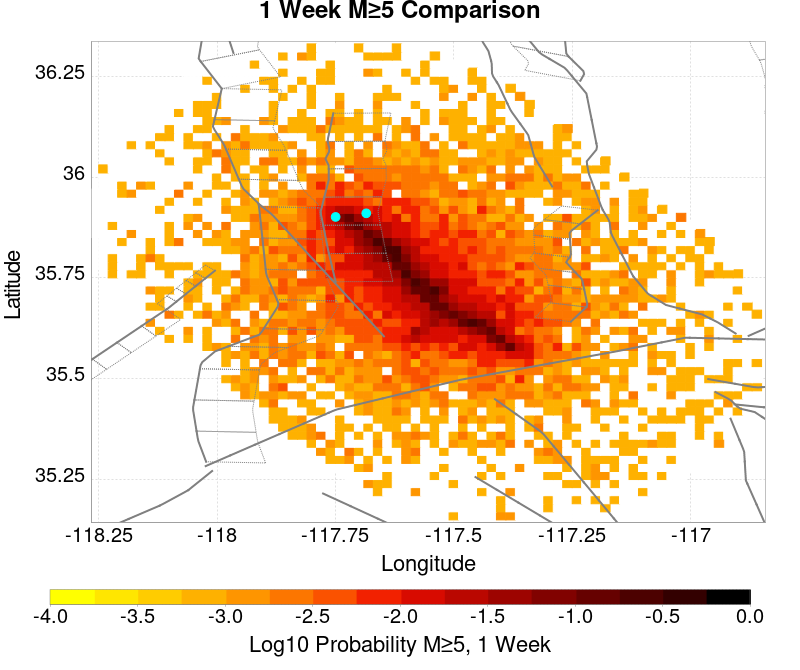 1 Week M≥5 Comparison
36.25
36
35.75
35.5
35.25
Latitude
-118.25 -118 -117.75 -117.5 -117.25 -117
Longitude
-4.0 -3.5 -3.0 -2.5 -2.0 -1.5 -1.0 -0.5 0.0
Log10 Probability M≥5, 1 Week